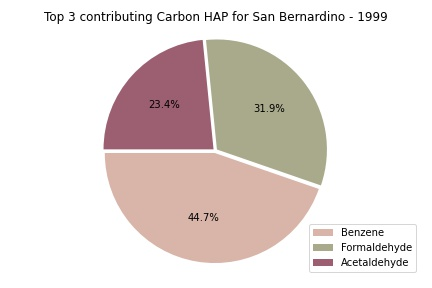 Top 3 contributing Carbon HAP for San Bernardino - 1999
23.4%
31.9%
44.7%
Benzene
Formaldehyde
Acetaldehyde